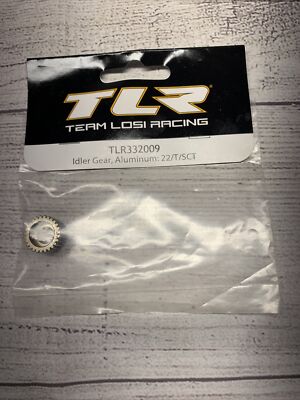 TLR
TEAM LOSI RACING
TLR332009
Idler Gear, Aluminum: 22/T/SCT